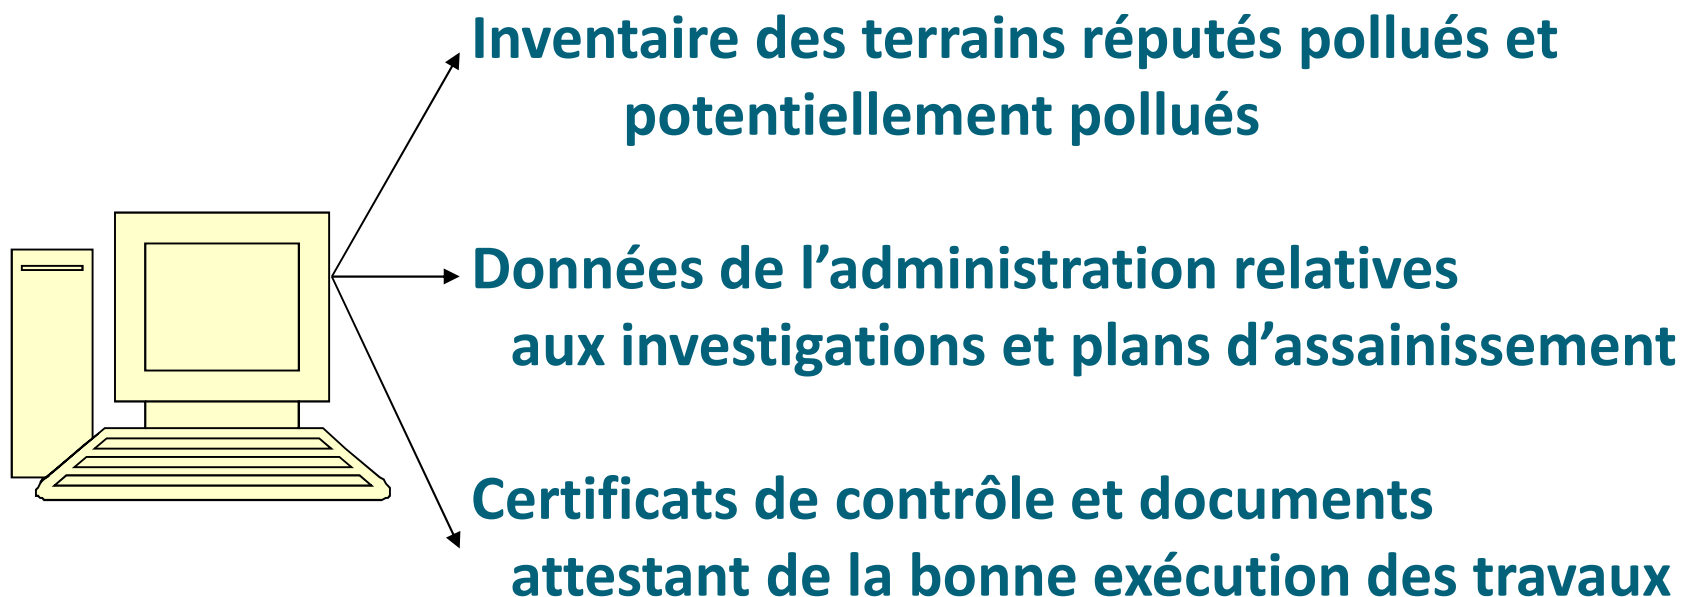 Inventaire des terrains réputés pollués et
potentiellement pollués
Données de l’administration relatives
aux investigations et plans d’assainissement
Certificats de contrôle et documents
attestant de la bonne exécution des travaux